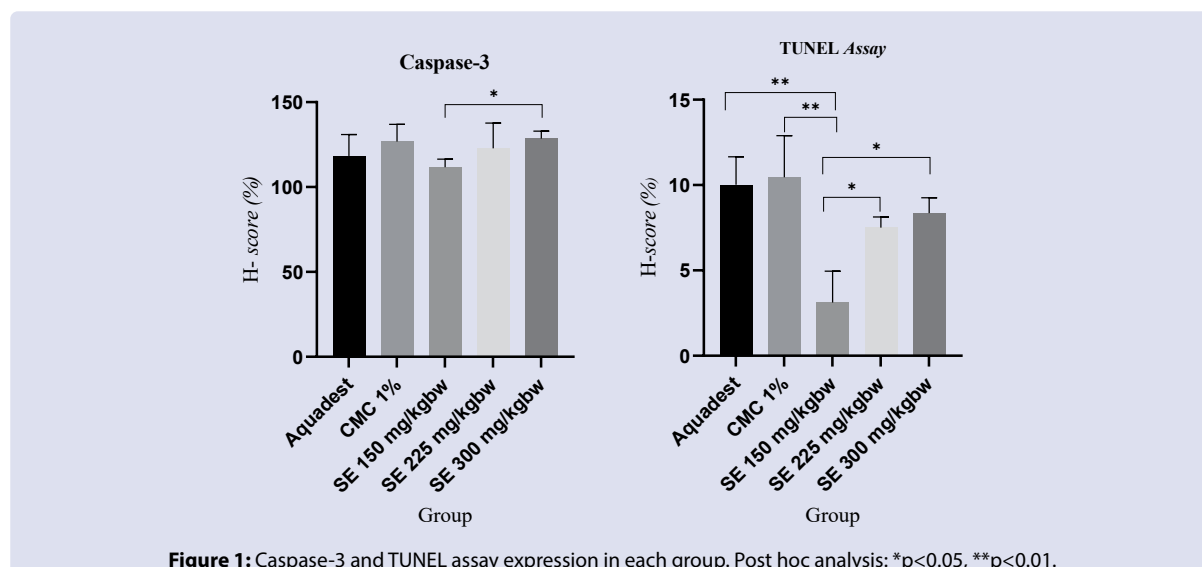 Caspase-3
*
150
100
50
0
H- score (%)
Aquadest
CMC 1%
SE 150 mg/kgbw
SE 225 mg/kgbw
SE 300 mg/kgbw
Group
TUNEL Assay
**
**
*
*
15
10
5
0
H-score (%)
Aquadest
CMC 1%
SE 150 mg/kgbw
SE 225 mg/kgbw
SE 300 mg/kgbw
Group
Figure 1: Caspase-3 and TUNEL assay expression in each group. Post hoc analysis: *p<0.05, **p<0.01.